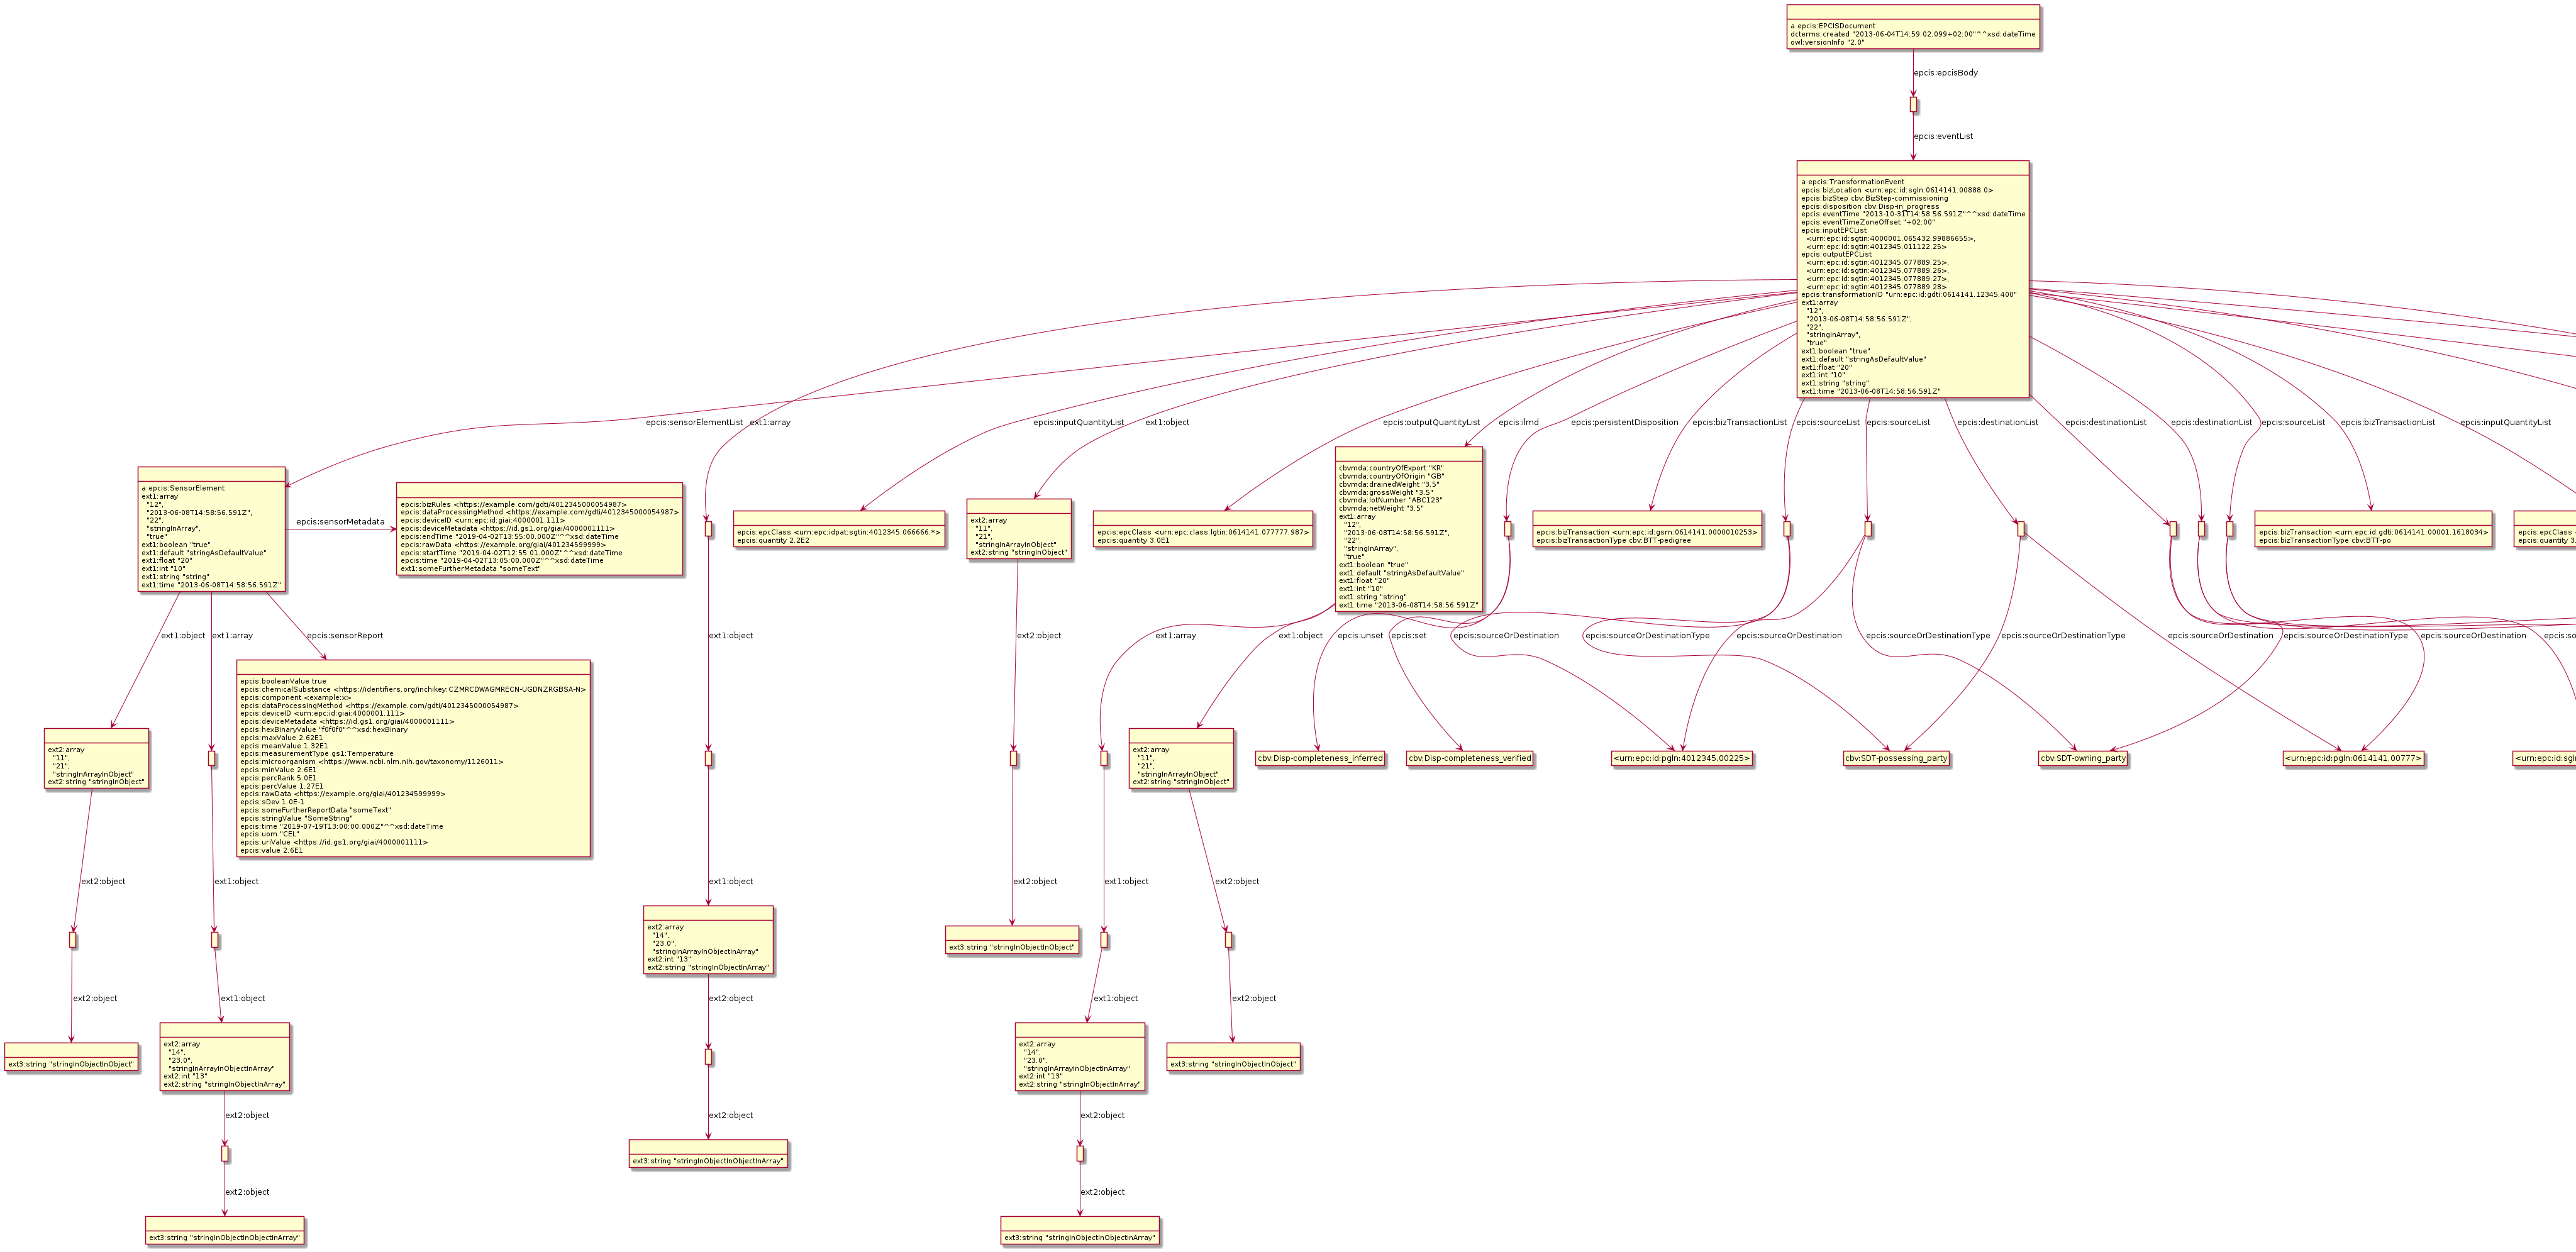 a epcis:EPCISDocument
dcterms:created "2013-06-04T14:59:02.099+02:00"^^xsd:dateTime
owl:versionInfo "2.0"
epcis:epcisBody
epcis:eventList
a epcis:TransformationEvent
epcis:bizLocation <urn:epc:id:sgln:0614141.00888.0>
epcis:bizStep cbv:BizStep-commissioning
epcis:disposition cbv:Disp-in_progress
epcis:eventTime "2013-10-31T14:58:56.591Z"^^xsd:dateTime
epcis:eventTimeZoneOffset "+02:00"
epcis:inputEPCList
<urn:epc:id:sgtin:4000001.065432.99886655>,
<urn:epc:id:sgtin:4012345.011122.25>
epcis:outputEPCList
<urn:epc:id:sgtin:4012345.077889.25>,
<urn:epc:id:sgtin:4012345.077889.26>,
<urn:epc:id:sgtin:4012345.077889.27>,
<urn:epc:id:sgtin:4012345.077889.28>
epcis:transformationID "urn:epc:id:gdti:0614141.12345.400"
ext1:array
"12",
"2013-06-08T14:58:56.591Z",
"22",
"stringInArray",
"true"
ext1:boolean "true"
ext1:default "stringAsDefaultValue"
ext1:float "20"
ext1:int "10"
ext1:string "string"
ext1:time "2013-06-08T14:58:56.591Z"
epcis:sensorElementList
ext1:array
epcis:inputQuantityList
ext1:object
epcis:outputQuantityList
epcis:ilmd
epcis:persistentDisposition
epcis:bizTransactionList
epcis:sourceList
epcis:sourceList
epcis:destinationList
epcis:destinationList
epcis:destinationList
epcis:sourceList
epcis:bizTransactionList
epcis:inputQuantityList
a epcis:SensorElement
ext1:array
"12",
"2013-06-08T14:58:56.591Z",
"22",
"stringInArray",
"true"
ext1:boolean "true"
ext1:default "stringAsDefaultValue"
ext1:float "20"
ext1:int "10"
ext1:string "string"
ext1:time "2013-06-08T14:58:56.591Z"
epcis:sensorMetadata
epcis:bizRules <https://example.com/gdti/4012345000054987>
epcis:dataProcessingMethod <https://example.com/gdti/4012345000054987>
epcis:deviceID <urn:epc:id:giai:4000001.111>
epcis:deviceMetadata <https://id.gs1.org/giai/4000001111>
epcis:endTime "2019-04-02T13:55:00.000Z"^^xsd:dateTime
epcis:rawData <https://example.org/giai/401234599999>
epcis:startTime "2019-04-02T12:55:01.000Z"^^xsd:dateTime
epcis:time "2019-04-02T13:05:00.000Z"^^xsd:dateTime
ext1:someFurtherMetadata "someText"
epcis:epcClass <urn:epc:idpat:sgtin:4012345.066666.*>
epcis:quantity 2.2E2
ext2:array
"11",
"21",
"stringInArrayInObject"
ext2:string "stringInObject"
epcis:epcClass <urn:epc:class:lgtin:0614141.077777.987>
epcis:quantity 3.0E1
cbvmda:countryOfExport "KR"
cbvmda:countryOfOrigin "GB"
cbvmda:drainedWeight "3.5"
cbvmda:grossWeight "3.5"
cbvmda:lotNumber "ABC123"
cbvmda:netWeight "3.5"
ext1:array
"12",
"2013-06-08T14:58:56.591Z",
"22",
"stringInArray",
"true"
ext1:boolean "true"
ext1:default "stringAsDefaultValue"
ext1:float "20"
ext1:int "10"
ext1:string "string"
ext1:time "2013-06-08T14:58:56.591Z"
epcis:bizTransaction <urn:epc:id:gsrn:0614141.0000010253>
epcis:bizTransactionType cbv:BTT-pedigree
epcis:bizTransaction <urn:epc:id:gdti:0614141.00001.1618034>
epcis:bizTransactionType cbv:BTT-po
epcis:epcClass
epcis:quantity 3
ext1:object
ext1:array
epcis:sensorReport
ext1:object
ext2:object
ext1:array
ext1:object
epcis:unset
epcis:set
epcis:sourceOrDestination
epcis:sourceOrDestinationType
epcis:sourceOrDestination
epcis:sourceOrDestinationType
epcis:sourceOrDestinationType
epcis:sourceOrDestination
epcis:sourceOrDestinationType
epcis:sourceOrDestination
ext2:array
"11",
"21",
"stringInArrayInObject"
ext2:string "stringInObject"
epcis:booleanValue true
epcis:chemicalSubstance <https://identifiers.org/inchikey:CZMRCDWAGMRECN-UGDNZRGBSA-N>
epcis:component <example:x>
epcis:dataProcessingMethod <https://example.com/gdti/4012345000054987>
epcis:deviceID <urn:epc:id:giai:4000001.111>
epcis:deviceMetadata <https://id.gs1.org/giai/4000001111>
epcis:hexBinaryValue "f0f0f0"^^xsd:hexBinary
epcis:maxValue 2.62E1
epcis:meanValue 1.32E1
epcis:measurementType gs1:Temperature
epcis:microorganism <https://www.ncbi.nlm.nih.gov/taxonomy/1126011>
epcis:minValue 2.6E1
epcis:percRank 5.0E1
epcis:percValue 1.27E1
epcis:rawData <https://example.org/giai/401234599999>
epcis:sDev 1.0E-1
epcis:someFurtherReportData "someText"
epcis:stringValue "SomeString"
epcis:time "2019-07-19T13:00:00.000Z"^^xsd:dateTime
epcis:uom "CEL"
epcis:uriValue <https://id.gs1.org/giai/4000001111>
epcis:value 2.6E1
ext2:array
"11",
"21",
"stringInArrayInObject"
ext2:string "stringInObject"
cbv:Disp-completeness_inferred
cbv:Disp-completeness_verified
<urn:epc:id:pgln:4012345.00225>
cbv:SDT-possessing_party
cbv:SDT-owning_party
<urn:epc:id:pgln:0614141.00777>
ext2:object
ext1:object
ext1:object
ext2:object
ext1:object
ext2:object
ext2:array
"14",
"23.0",
"stringInArrayInObjectInArray"
ext2:int "13"
ext2:string "stringInObjectInArray"
ext3:string "stringInObjectInObject"
ext2:object
ext1:object
ext2:object
ext1:object
ext2:object
ext3:string "stringInObjectInObject"
ext2:array
"14",
"23.0",
"stringInArrayInObjectInArray"
ext2:int "13"
ext2:string "stringInObjectInArray"
ext2:array
"14",
"23.0",
"stringInArrayInObjectInArray"
ext2:int "13"
ext2:string "stringInObjectInArray"
ext3:string "stringInObjectInObject"
ext2:object
ext2:object
ext2:object
ext3:string "stringInObjectInObjectInArray"
ext2:object
ext2:object
ext3:string "stringInObjectInObjectInArray"
ext3:string "stringInObjectInObjectInArray"